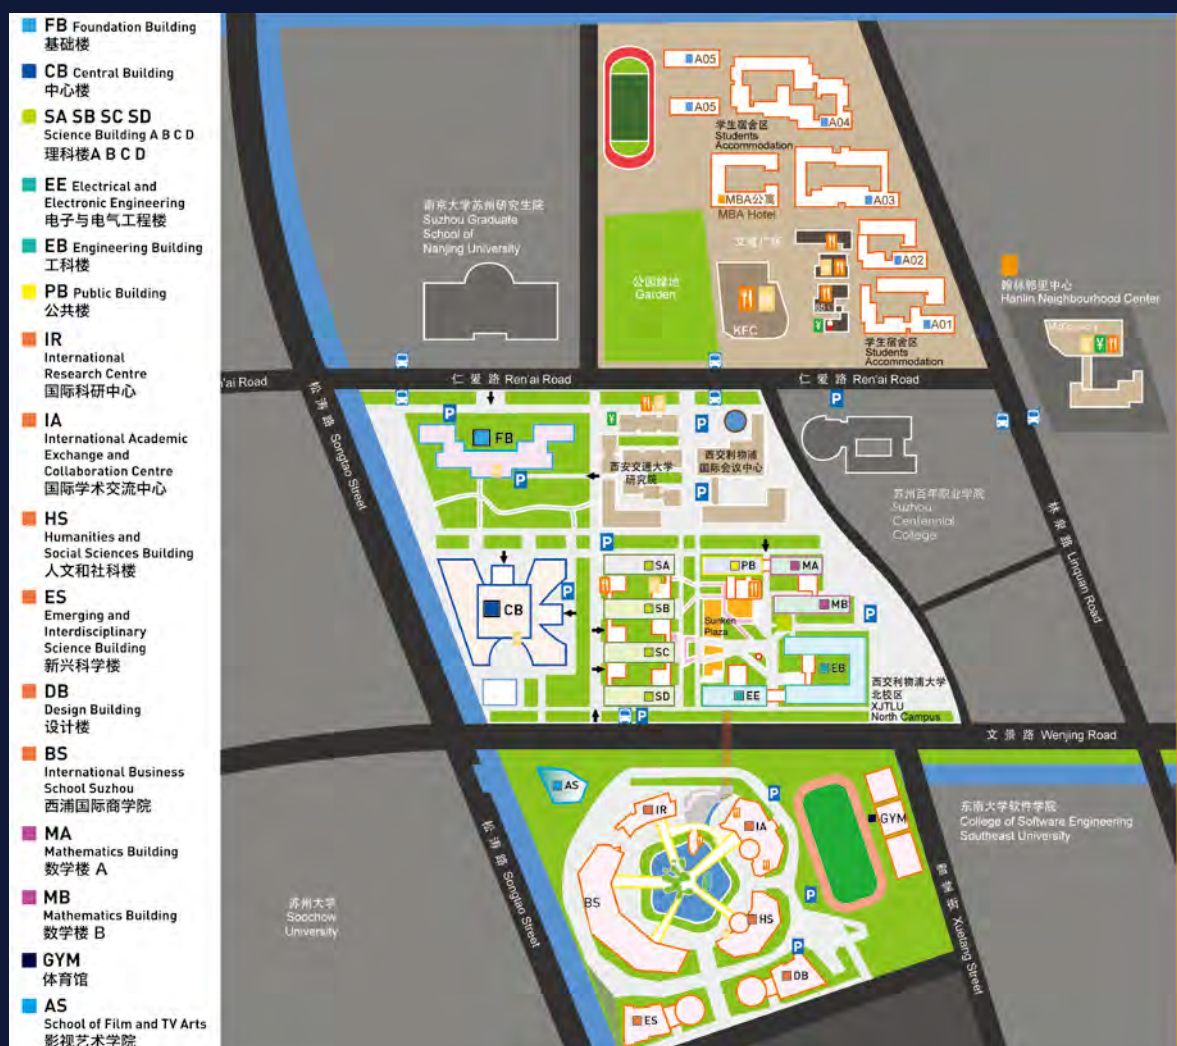 FB Foundation Building
基础楼
CB Central Building
中心楼
SA SB SC SD
Science Building A B C D
理科楼A B C D
EE Electrical and
Electronic Engineering
电子与电气工程楼
EB Engineering Building
工科楼
PB Public Building
公共楼
IR
International
Research Centre
国际科研中心
IA
International Academic
Exchange and
Collaboration Centre
国际学术交流中心
HS
Humanities and
Social Sciences Building
人文和社科楼
ES
Emerging and
Interdisciplinary
Science Building
新兴科学楼
DB
Design Building
设计楼
BS
International Business
School Suzhou
西浦国际商学院
MA
Mathematics Building
数学楼 A
MB
Mathematics Building
数学楼 B
GYM
体育馆
AS
School of Film and TV Arts
影视艺术学院
A05
A05
A04
学生宿舍区
Students
Accommodation
MBA公寓
MBA Hotel
A03
南京大学苏州研究生院
Suzhou Graduate
School of
Nanjing University
A02
公园绿地
Garden
KFC
A01
学生宿舍区
Students
Accommodation
翰林邻里中心
Hanlin Neighbourhood Center
n'ai Road
仁爱路 Ren'ai Road
仁爱路 Ren'ai Road
松涛路 Songtao Street
P
P
P
FB
西安交通大学
研究院
西交利物浦
国际会议中心
P
P
苏州百年职业学院
Suzhou
Centennial
College
林泉路 Linquan Road
P
SA
PB
MA
CB
P
SB
MB
P
Sunken
Plaza
SC
EB
SD
EE
西交利物浦大学
北校区
XJTLU
North Campus
P
文景路 Wenjing Road
AS
IR
IA
P
GYM
东南大学软件学院
College of Software Engineering
Southeast University
松涛路 Songtao Street
BS
HS
P
苏州大学
Soochow
University
P
DB
ES
Xuetang Street